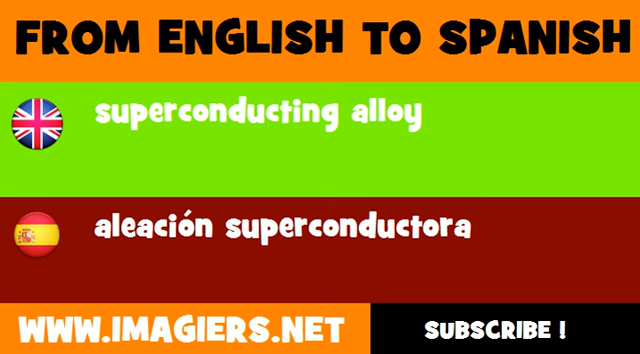 FROM ENGLISH TO SPANISH
superconducting alloy
aleación superconductora
WWW.IMAGIERS.NET
SUBSCRIBE !